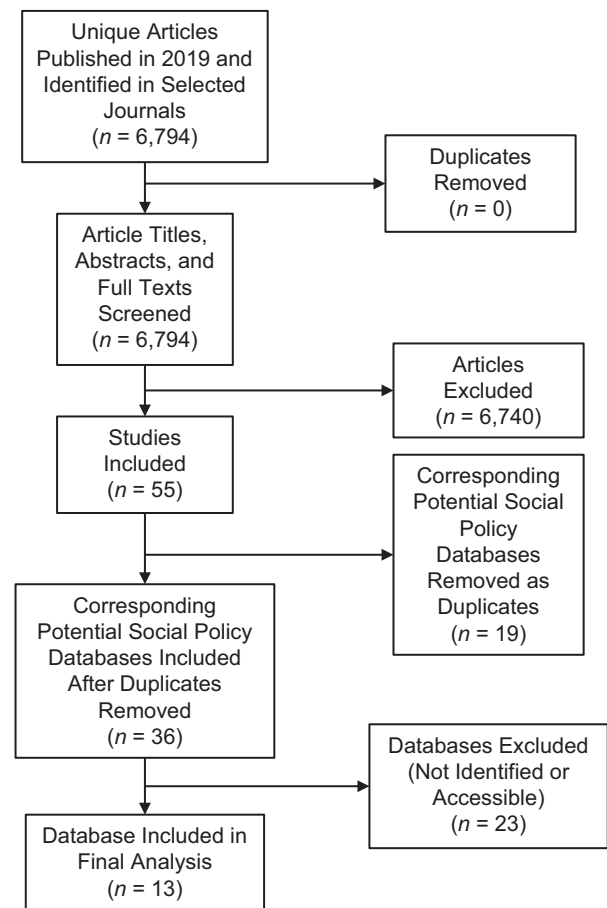 Unique Articles
Published in 2019 and
Identified in Selected
Journals
(n = 6,794)
Duplicates
Removed
(n = 0)
Article Titles,
Abstracts, and
Full Texts
Screened
(n = 6,794)
Articles
Excluded
(n = 6,740)
Studies
Included
(n = 55)
Corresponding
Potential Social
Policy
Databases
Removed as
Duplicates
(n = 19)
Corresponding
Potential Social Policy
Databases Included
After Duplicates
Removed
(n = 36)
Databases Excluded
(Not Identified or
Accessible)
(n = 23)
Database Included in
Final Analysis
(n = 13)